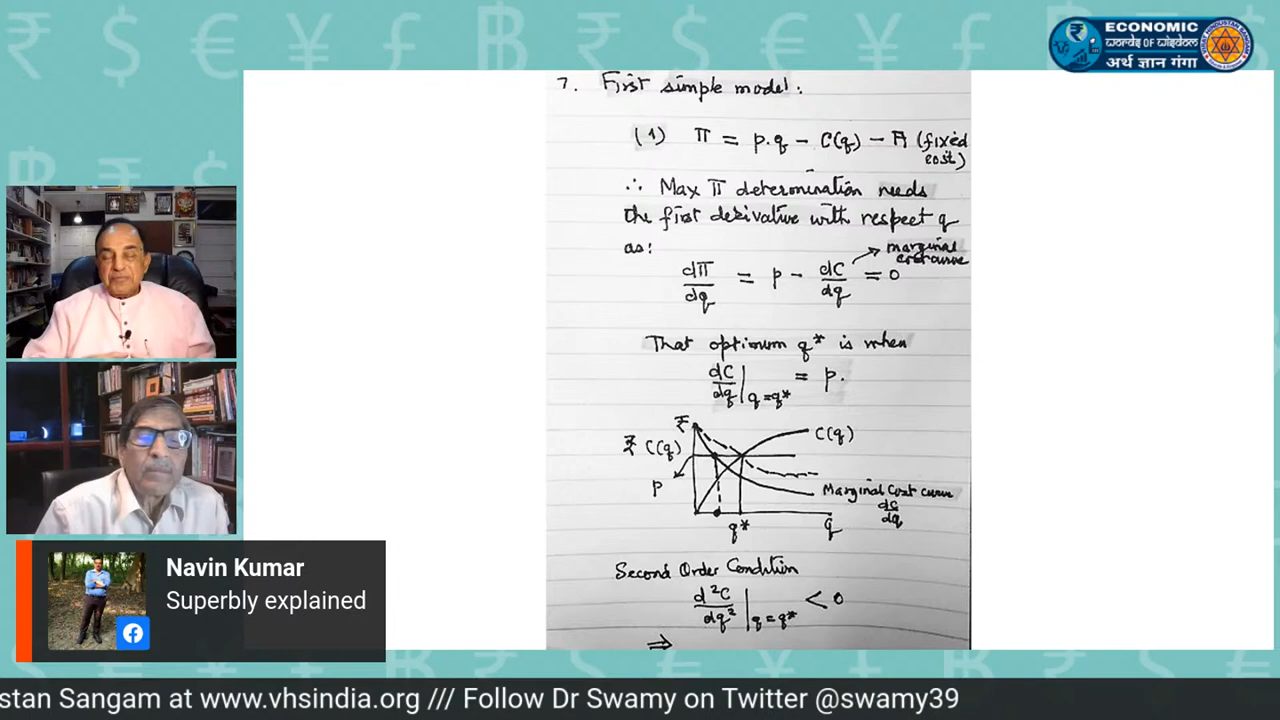 ECONOMIC
WORDS OF WISDOM
अर्थ ज्ञान गंगा
7. First simple model:
(1) π = p.q - C(q) - A (fixed
cost)
∴ Max π determination needs
the first derivative with respect q
as:
marginal
cost curve
dπ/dq = p - dC/dq = 0
That optimum q* is when
dC/dq | q=q* = p.
₹
₹ C(q)
C(q)
p
Marginal Cost curve
dc/dq
q*
q
Second Order Condition
d²C/dq² | q=q* < 0
⇒
Navin Kumar
Superbly explained
stan Sangam at www.vhsindia.org /// Follow Dr Swamy on Twitter @swamy39